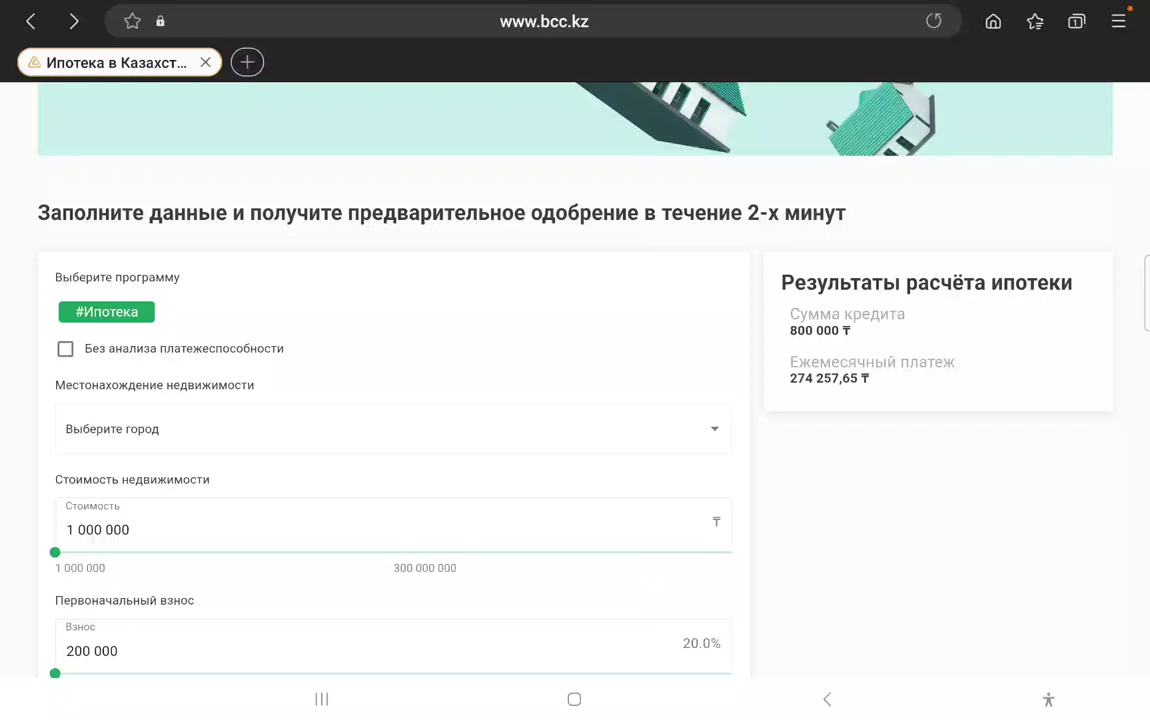 www.bcc.kz
1
Ипотека в Казахст...
Заполните данные и получите предварительное одобрение в течение 2-х минут
Выберите программу
#Ипотека
Без анализа платежеспособности
Местонахождение недвижимости
Выберите город
Стоимость недвижимости
Стоимость
1 000 000
₸
1 000 000
300 000 000
Первоначальный взнос
Взнос
200 000
20.0%
Результаты расчёта ипотеки
Сумма кредита
800 000 ₸
Ежемесячный платеж
274 257,65 ₸